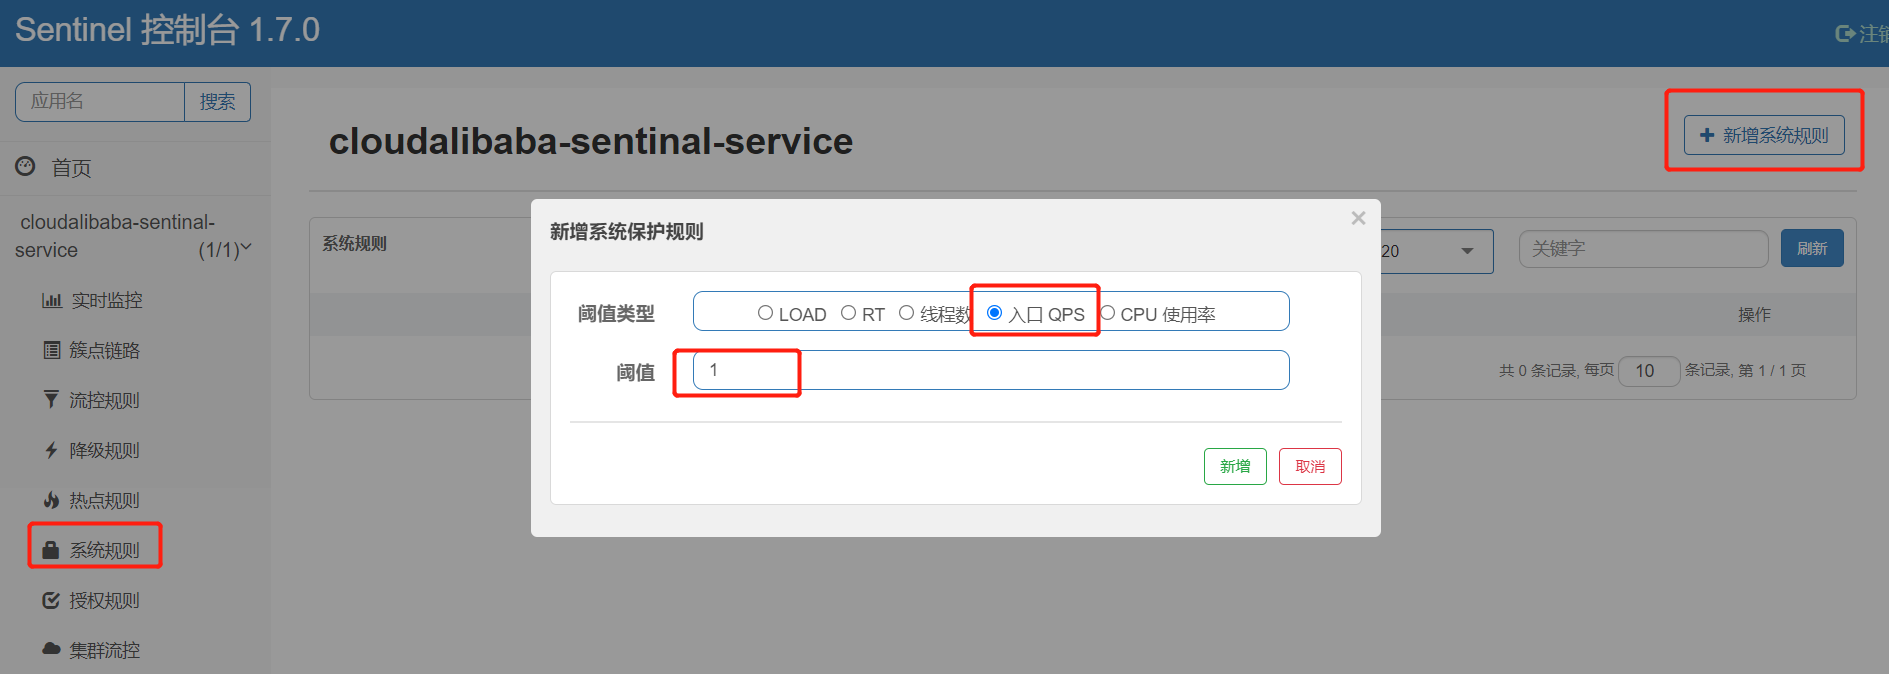 Sentinel 控制台 1.7.0
注销
应用名
搜索
首页
cloudalibaba-sentinal-
service (1/1)
实时监控
簇点链路
流控规则
降级规则
热点规则
系统规则
授权规则
集群流控
cloudalibaba-sentinal-service
新增系统规则
系统规则
20
关键字
刷新
操作
共 0 条记录, 每页 10 条记录, 第 1 / 1 页
新增系统保护规则
×
阈值类型
LOAD RT 线程数 入口 QPS CPU 使用率
阈值
1
新增
取消